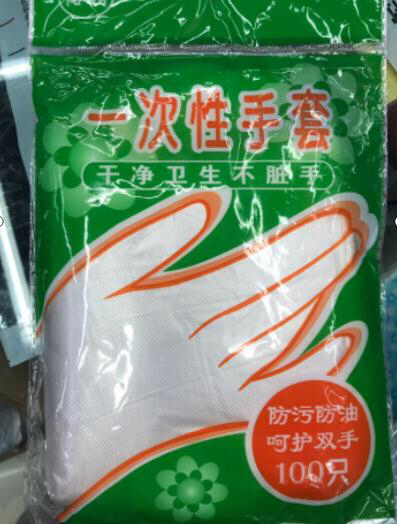 一次性手套
干净卫生不脏手
防污防油
呵护双手
100只